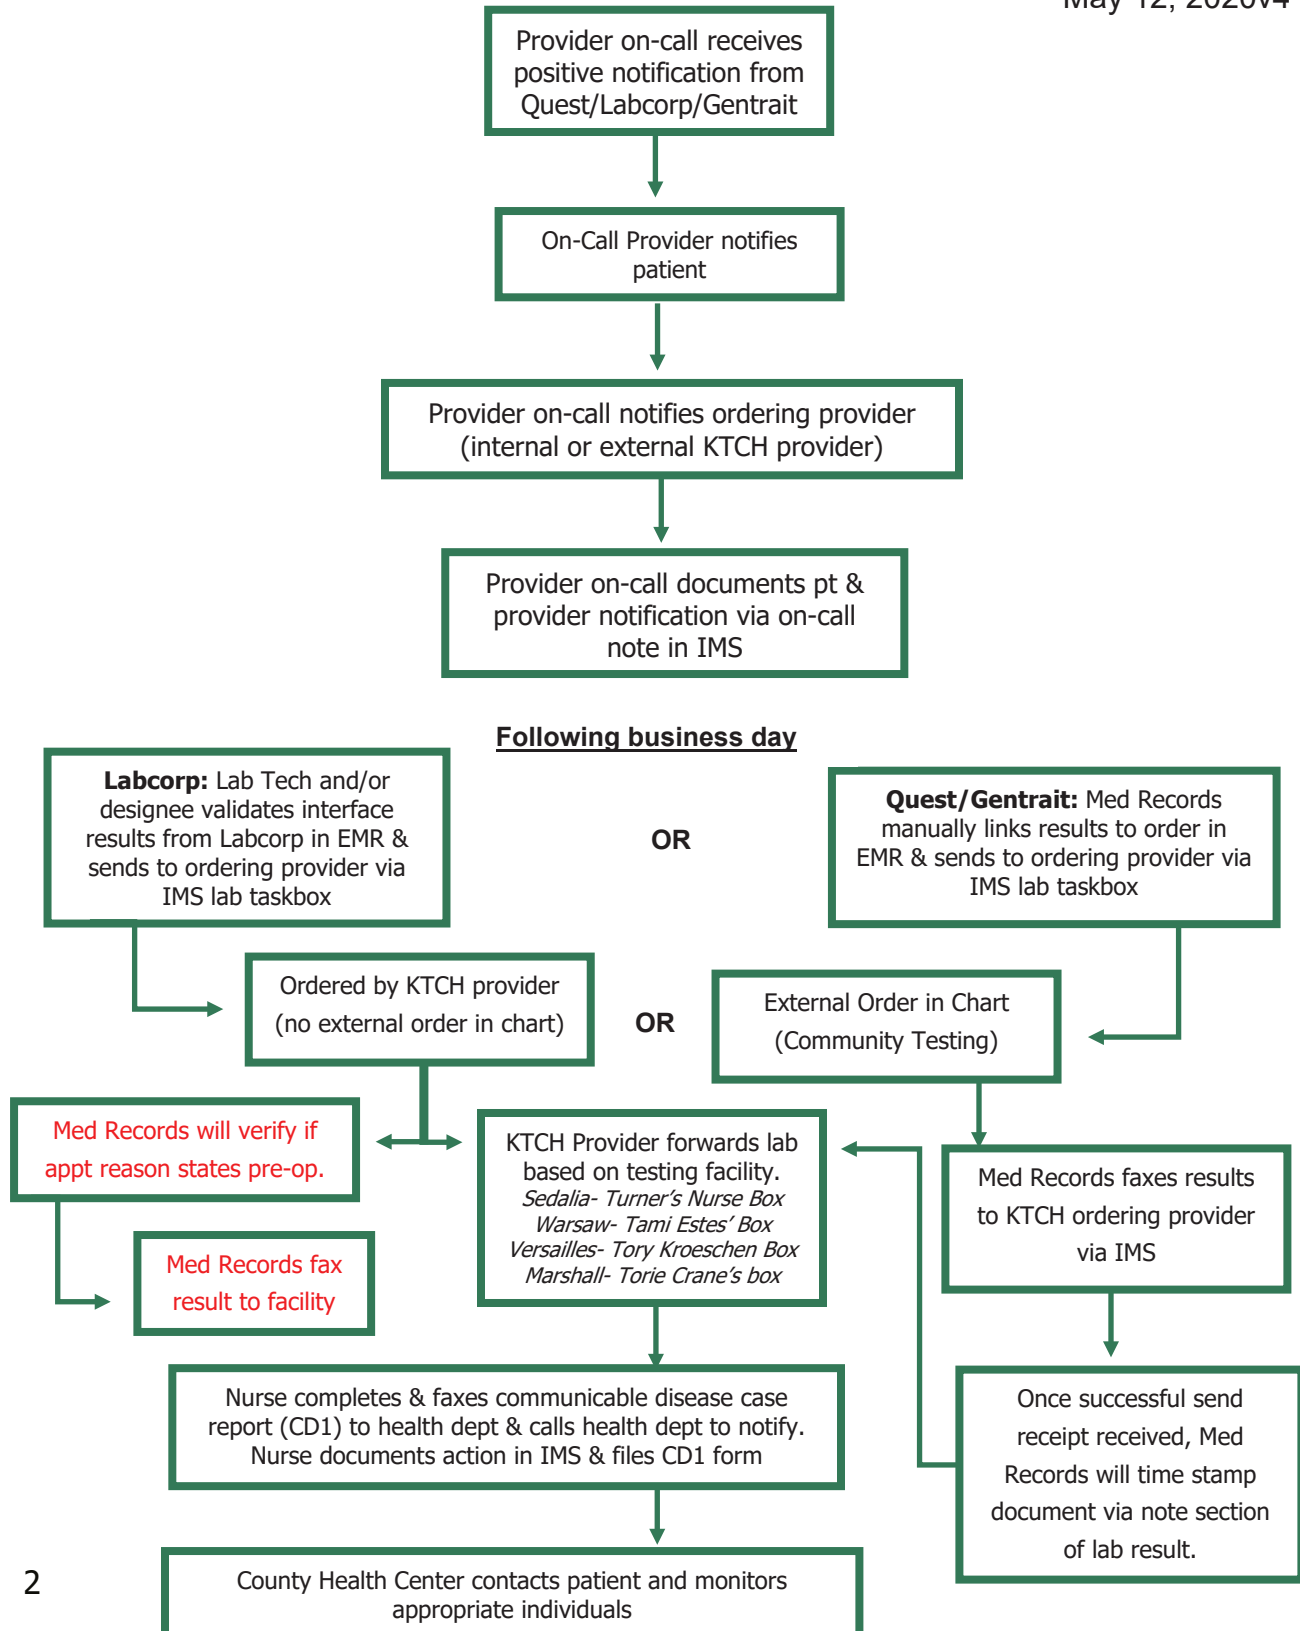 May 12, 2020v4
Provider on-call receives
positive notification from
Quest/Labcorp/Gentrait
On-Call Provider notifies
patient
Provider on-call notifies ordering provider
(internal or external KTCH provider)
Provider on-call documents pt &
provider notification via on-call
note in IMS
Following business day
Labcorp: Lab Tech and/or
designee validates interface
results from Labcorp in EMR &
sends to ordering provider via
IMS lab taskbox
OR
Quest/Gentrait: Med Records
manually links results to order in
EMR & sends to ordering provider via
IMS lab taskbox
Ordered by KTCH provider
(no external order in chart)
OR
External Order in Chart
(Community Testing)
Med Records will verify if
appt reason states pre-op.
KTCH Provider forwards lab
based on testing facility.
Sedalia- Turner's Nurse Box
Warsaw- Tami Estes' Box
Versailles- Tory Kroeschen Box
Marshall- Torie Crane's box
Med Records faxes results
to KTCH ordering provider
via IMS
Med Records fax
result to facility
Nurse completes & faxes communicable disease case
report (CD1) to health dept & calls health dept to notify.
Nurse documents action in IMS & files CD1 form
Once successful send
receipt received, Med
Records will time stamp
document via note section
of lab result.
County Health Center contacts patient and monitors
appropriate individuals
2